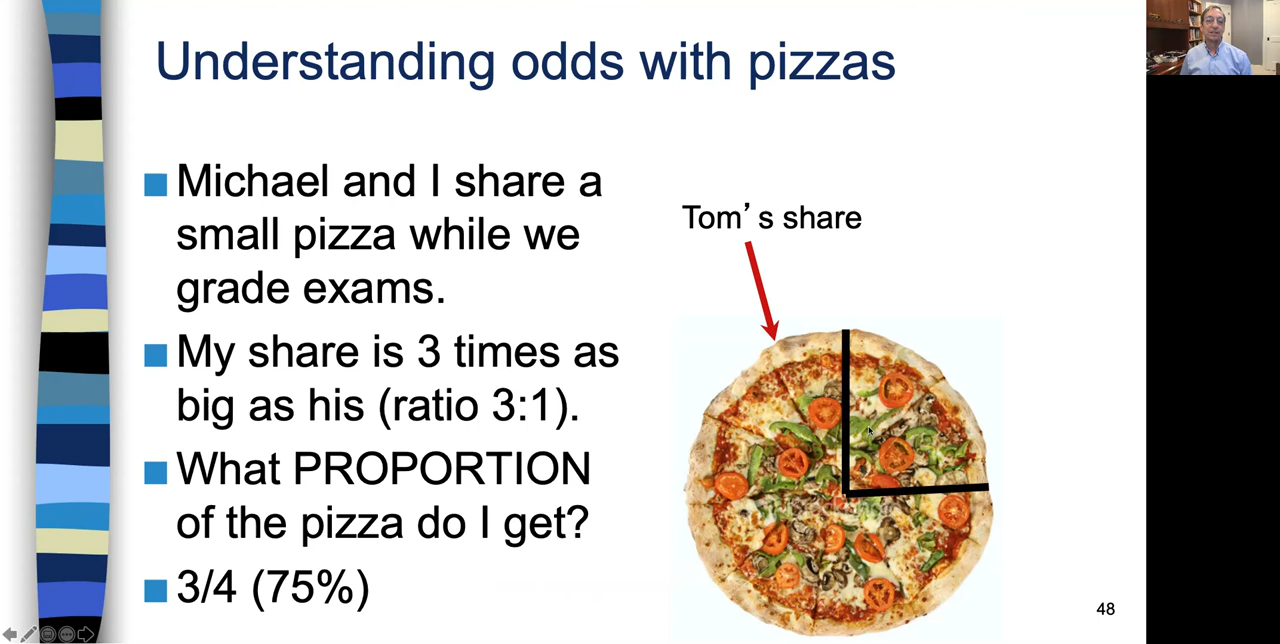 Understanding odds with pizzas
Michael and I share a
small pizza while we
grade exams.
My share is 3 times as
big as his (ratio 3:1).
What PROPORTION
of the pizza do I get?
3/4 (75%)
Tom’s share
48